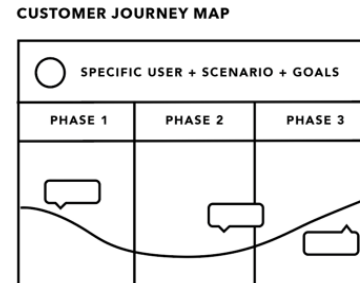 CUSTOMER JOURNEY MAP
SPECIFIC USER + SCENARIO + GOALS
PHASE 1 PHASE 2 PHASE 3